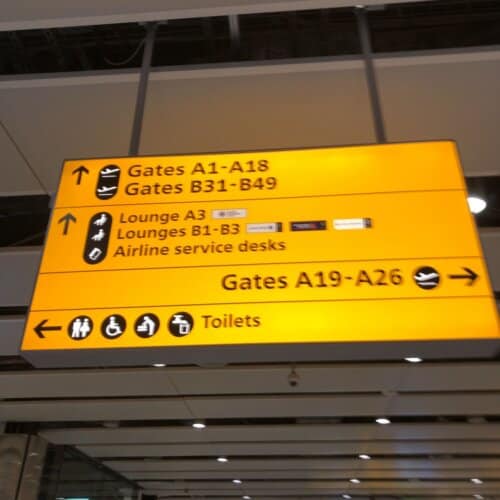 Gates A1-A18
Gates B31-B49
Lounge A3
Lounges B1-B3
Airline service desks
Gates A19-A26
Toilets